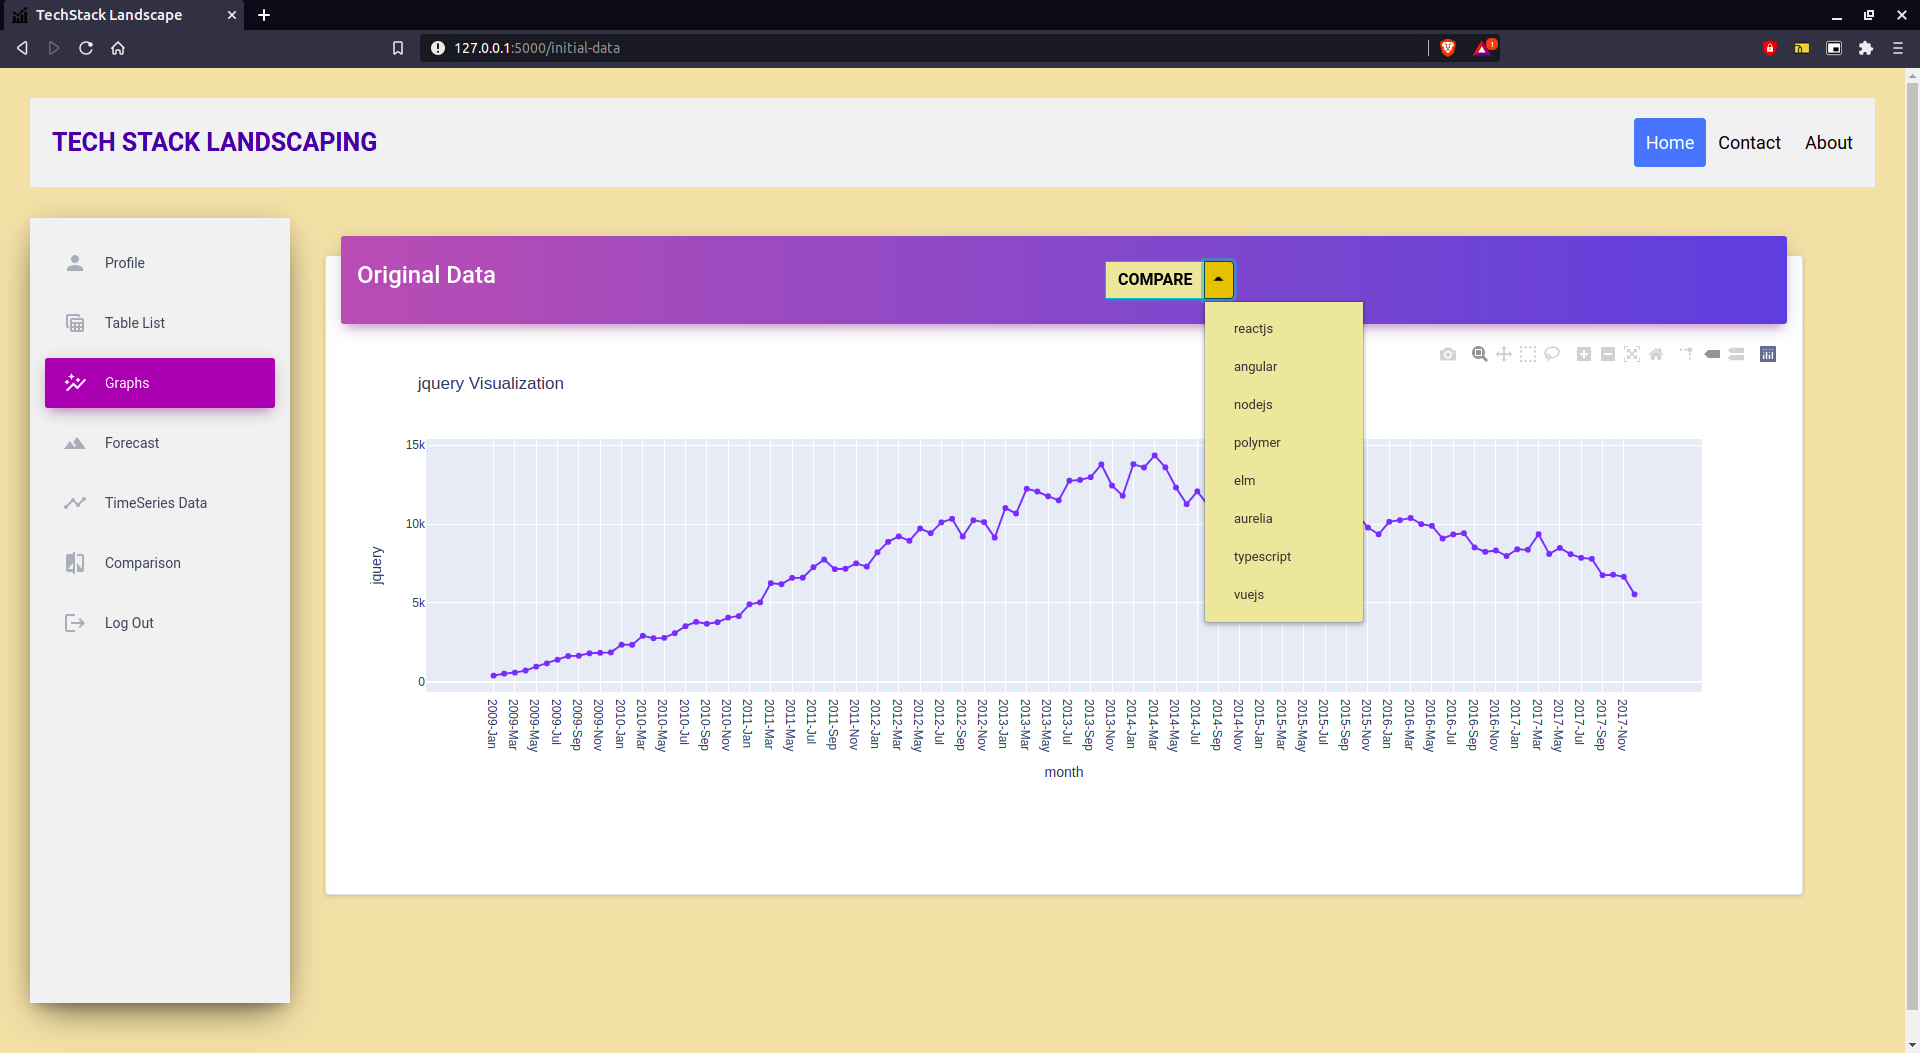 TechStack Landscape
127.0.0.1:5000/initial-data
1
TECH STACK LANDSCAPING
Home
Contact
About
Profile
Table List
Graphs
Forecast
TimeSeries Data
Comparison
Log Out
Original Data
COMPARE
reactjs
angular
nodejs
polymer
elm
aurelia
typescript
vuejs
jquery Visualization
15k
10k
5k
0
jquery
2009-Jan
2009-Mar
2009-May
2009-Jul
2009-Sep
2009-Nov
2010-Jan
2010-Mar
2010-May
2010-Jul
2010-Sep
2010-Nov
2011-Jan
2011-Mar
2011-May
2011-Jul
2011-Sep
2011-Nov
2012-Jan
2012-Mar
2012-May
2012-Jul
2012-Sep
2012-Nov
2013-Jan
2013-Mar
2013-May
2013-Jul
2013-Sep
2013-Nov
2014-Jan
2014-Mar
2014-May
2014-Jul
2014-Sep
2014-Nov
2015-Jan
2015-Mar
2015-May
2015-Jul
2015-Sep
2015-Nov
2016-Jan
2016-Mar
2016-May
2016-Jul
2016-Sep
2016-Nov
2017-Jan
2017-Mar
2017-May
2017-Jul
2017-Sep
2017-Nov
month